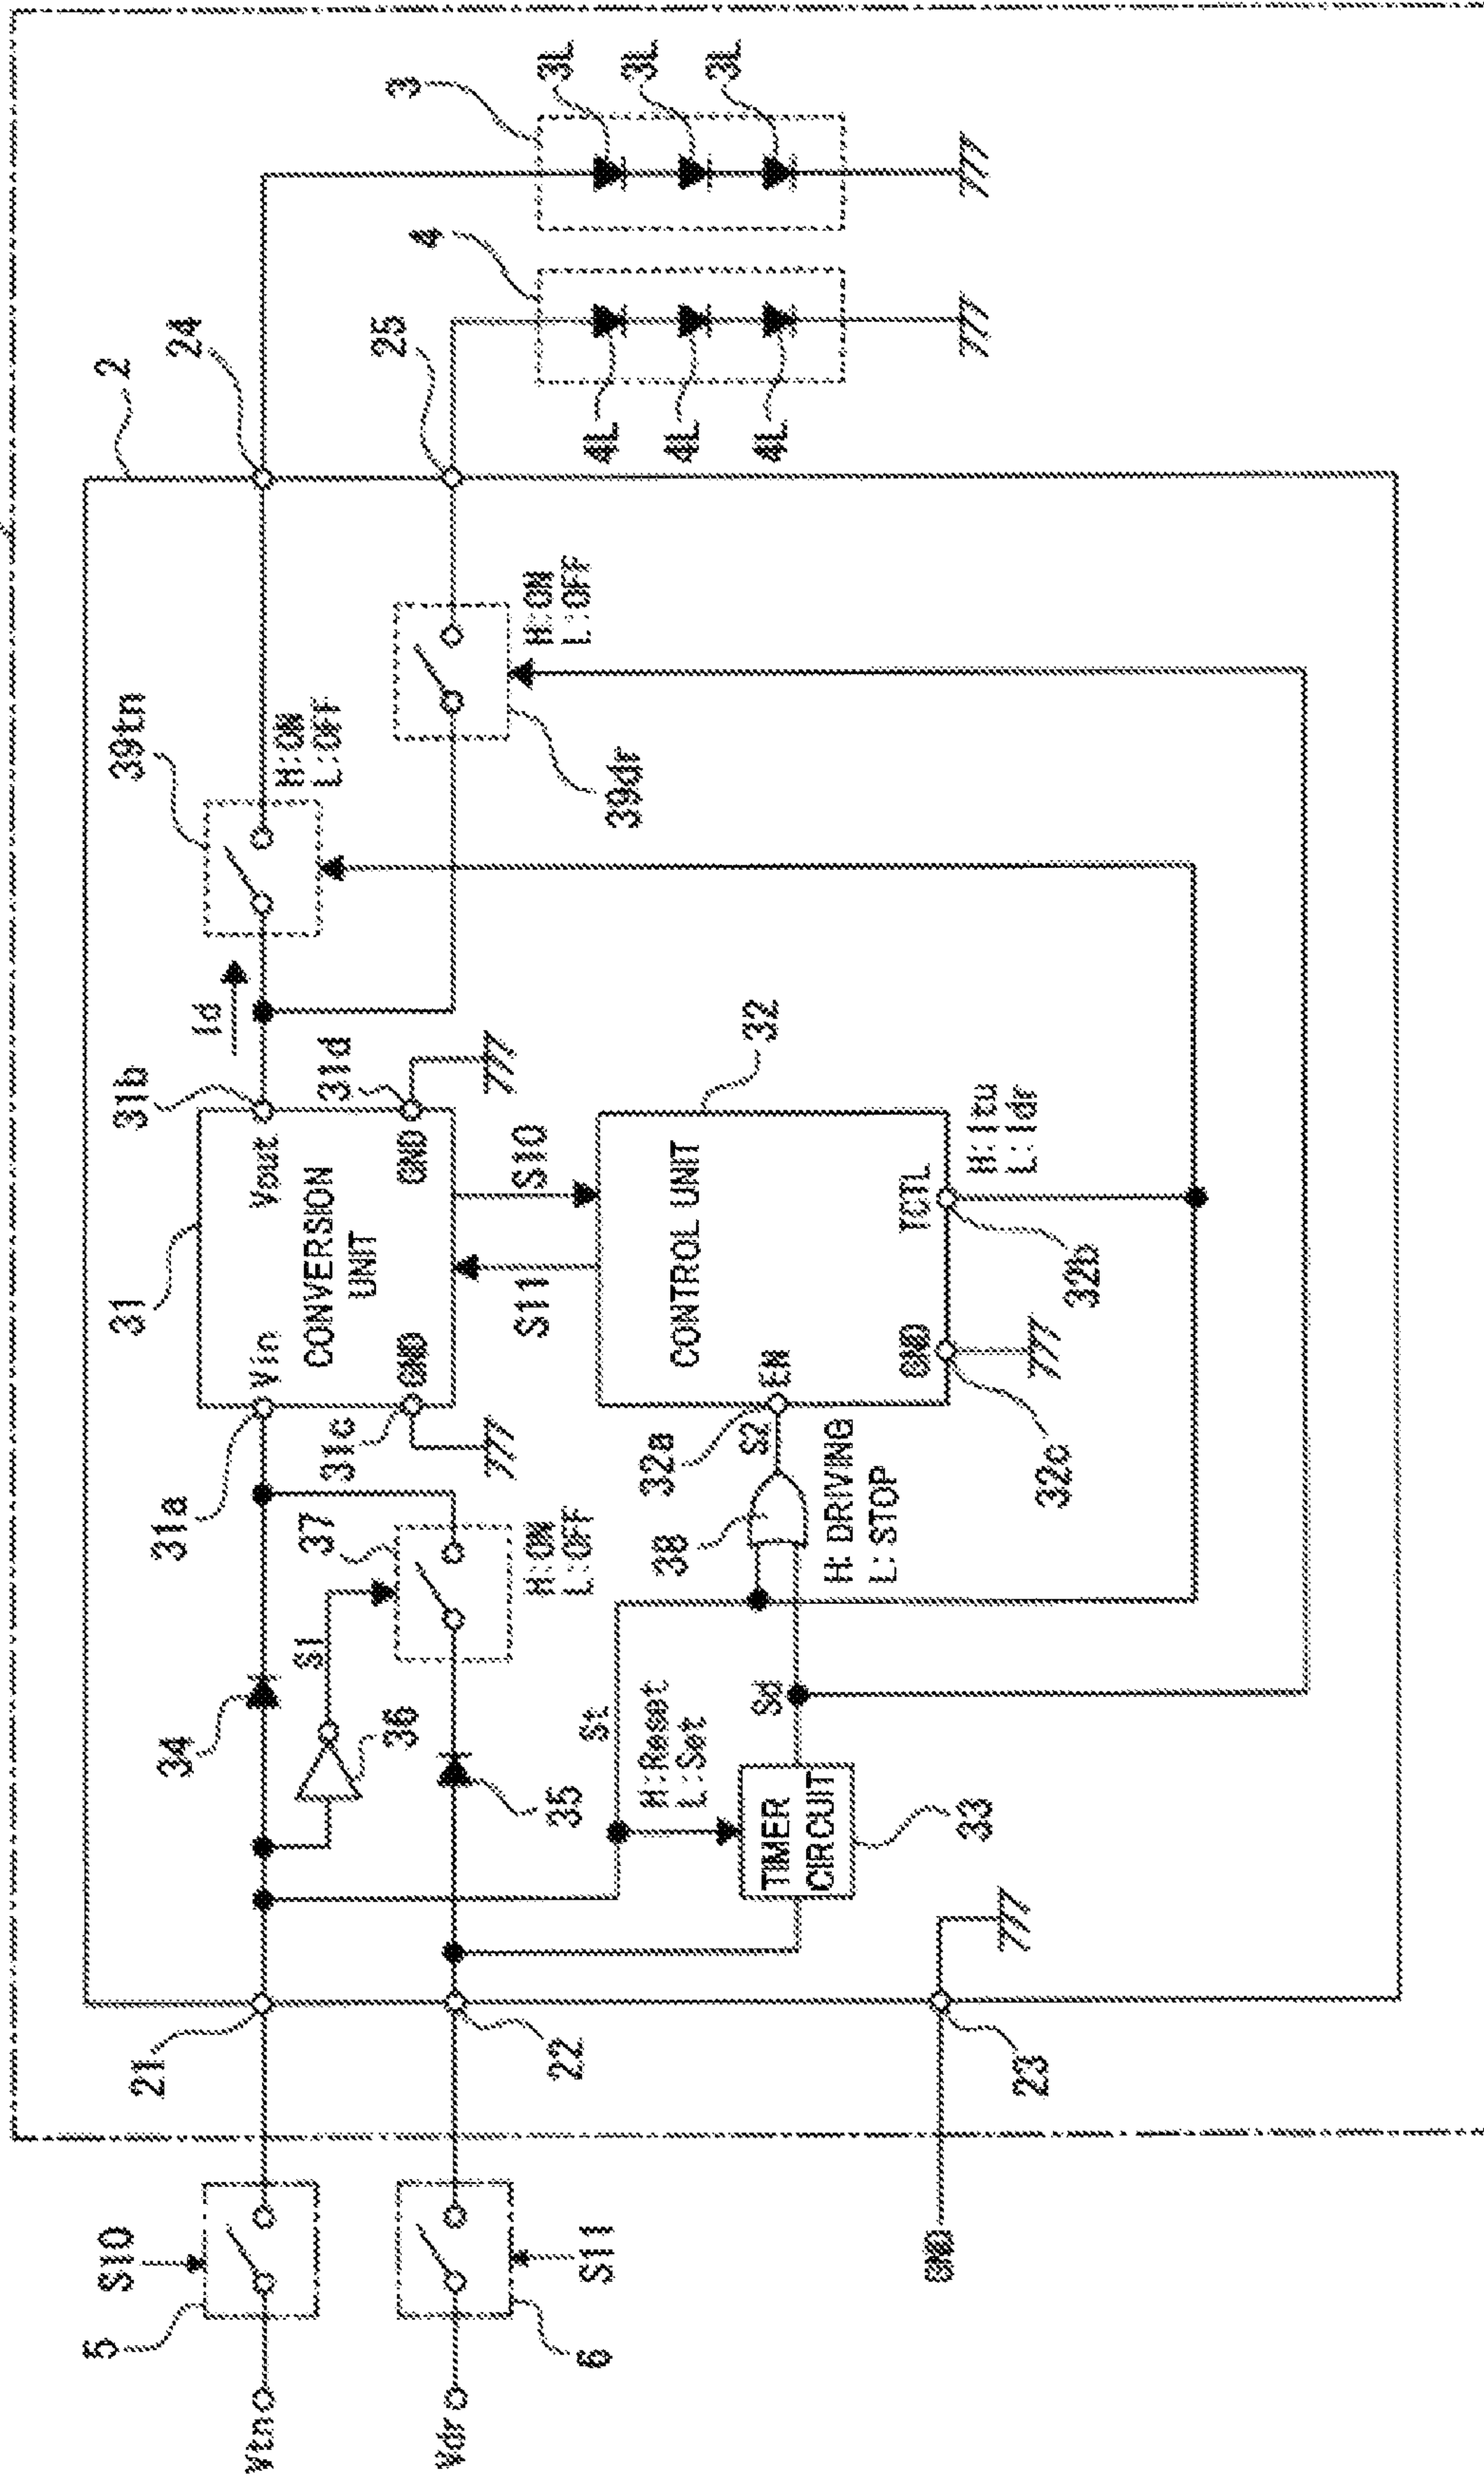 2
24
3
3L
3L
3L
4
4L
4L
4L
25
39tn
H:ON
L:OFF
39dr
H:ON
L:OFF
Id
31
31a
Vin
31b
Vout
CONVERSION
UNIT
31c
GND
31d
GND
S11
S10
32
CONTROL UNIT
32a
EN
S2
TCTL
H:Itu
L:Idr
32b
GND
32c
34
S1
36
37
H:ON
L:OFF
35
38
H: DRIVING
L: STOP
St
H:Reset
L:Set
Sd
TIMER
CIRCUIT
33
21
22
23
S10
5
Vtn
S11
6
Vdr
GND